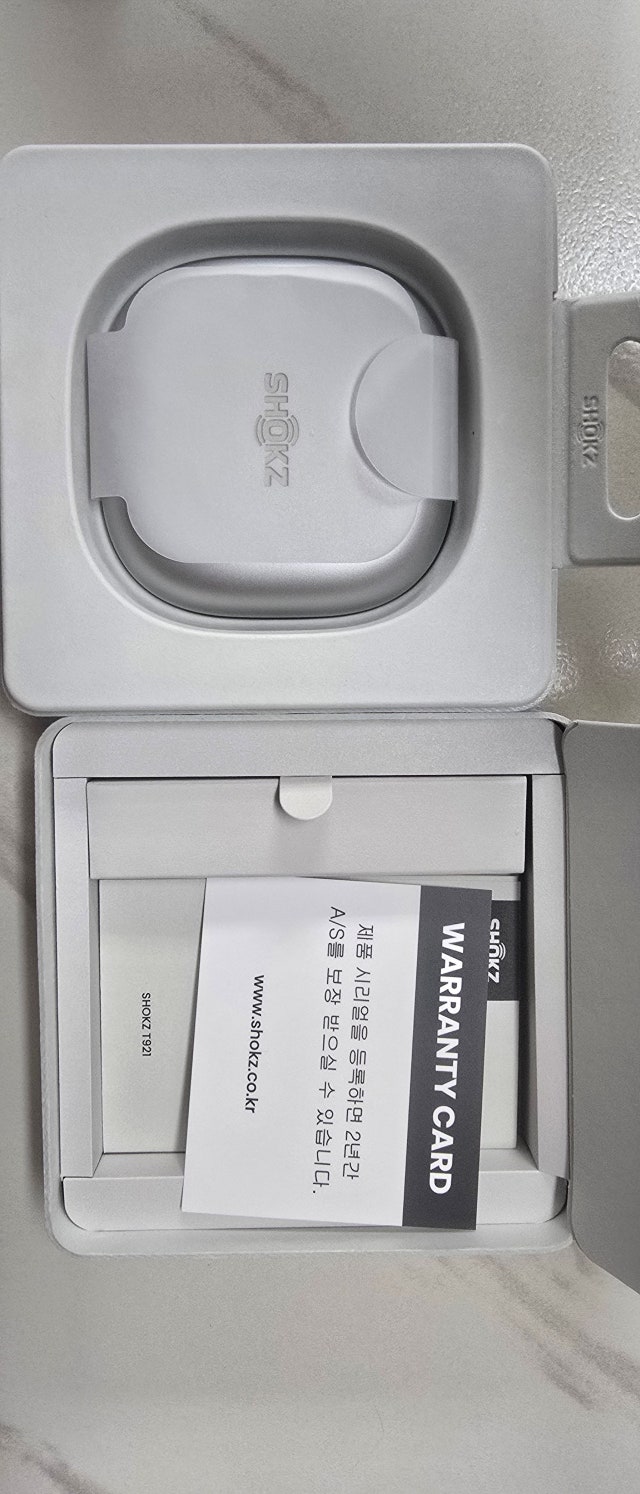 SHOKZ
SHOKZ
SHOKZ
WARRANTY CARD
제품 시리얼을 등록하면 2년간
A/S를 보장 받으실 수 있습니다.
www.shokz.co.kr
SHOKZ T921